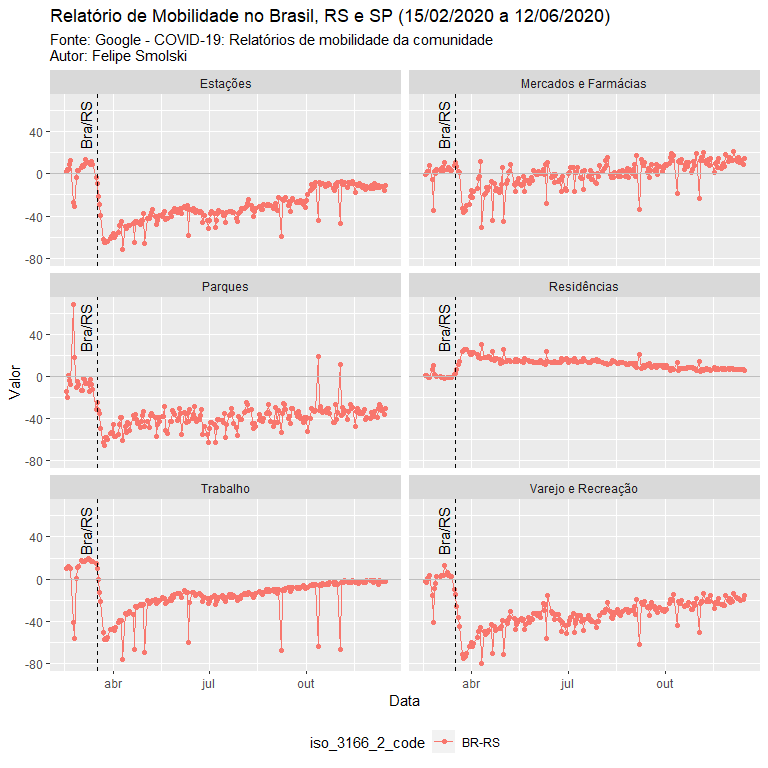 Relatório de Mobilidade no Brasil, RS e SP (15/02/2020 a 12/06/2020)
Fonte: Google - COVID-19: Relatórios de mobilidade da comunidade
Autor: Felipe Smolski
Estações
Mercados e Farmácias
40
0
-40
-80
Bra/RS
Bra/RS
Parques
Residências
40
0
-40
-80
Bra/RS
Bra/RS
Valor
Trabalho
Varejo e Recreação
40
0
-40
-80
Bra/RS
Bra/RS
abr jul out
abr jul out
Data
iso_3166_2_code BR-RS